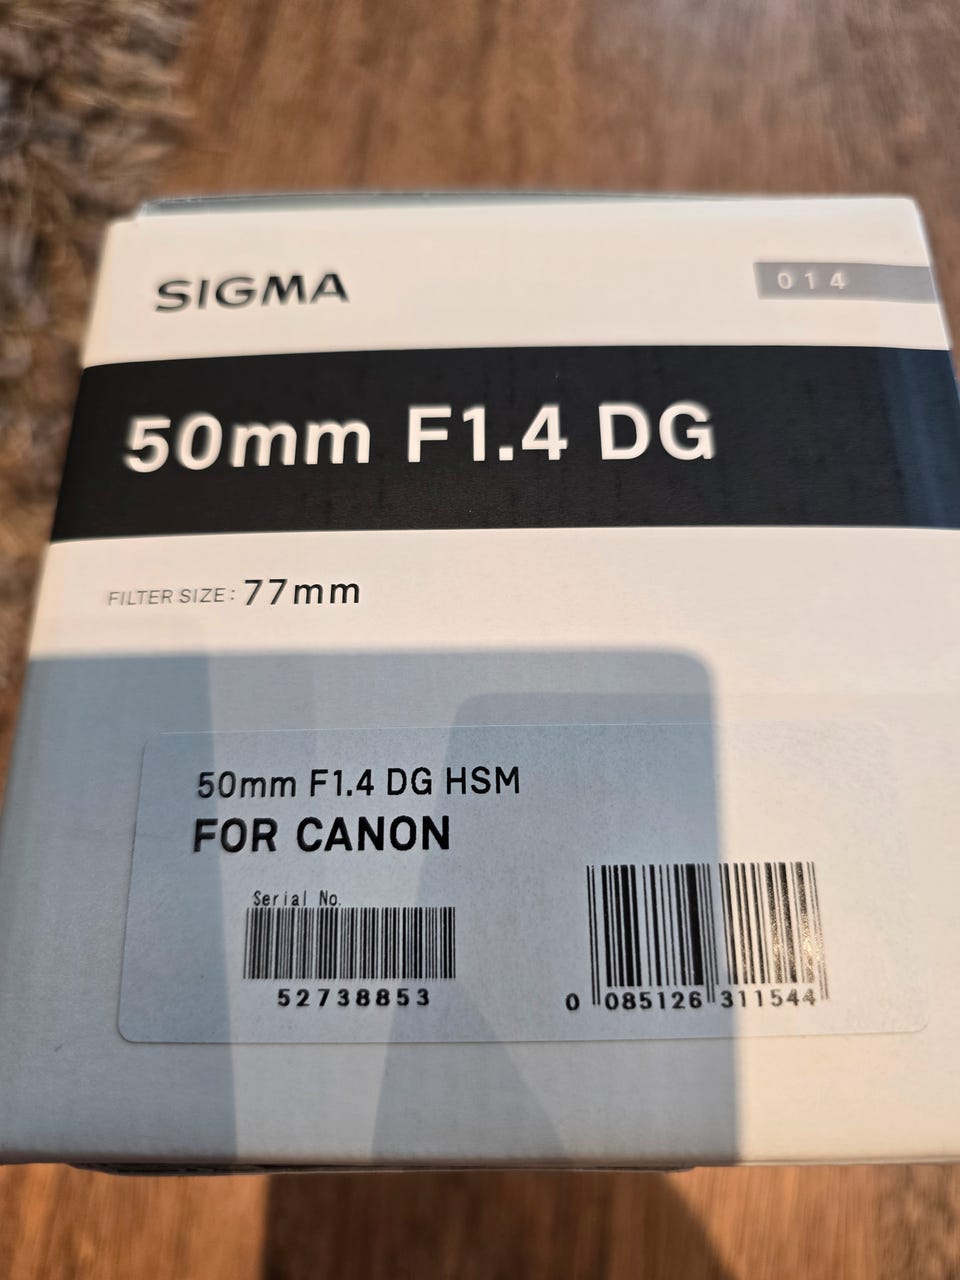 SIGMA
014
50mm F1.4 DG
FILTER SIZE: 77mm
50mm F1.4 DG HSM
FOR CANON
Serial No.
52738853
0 085126 311544